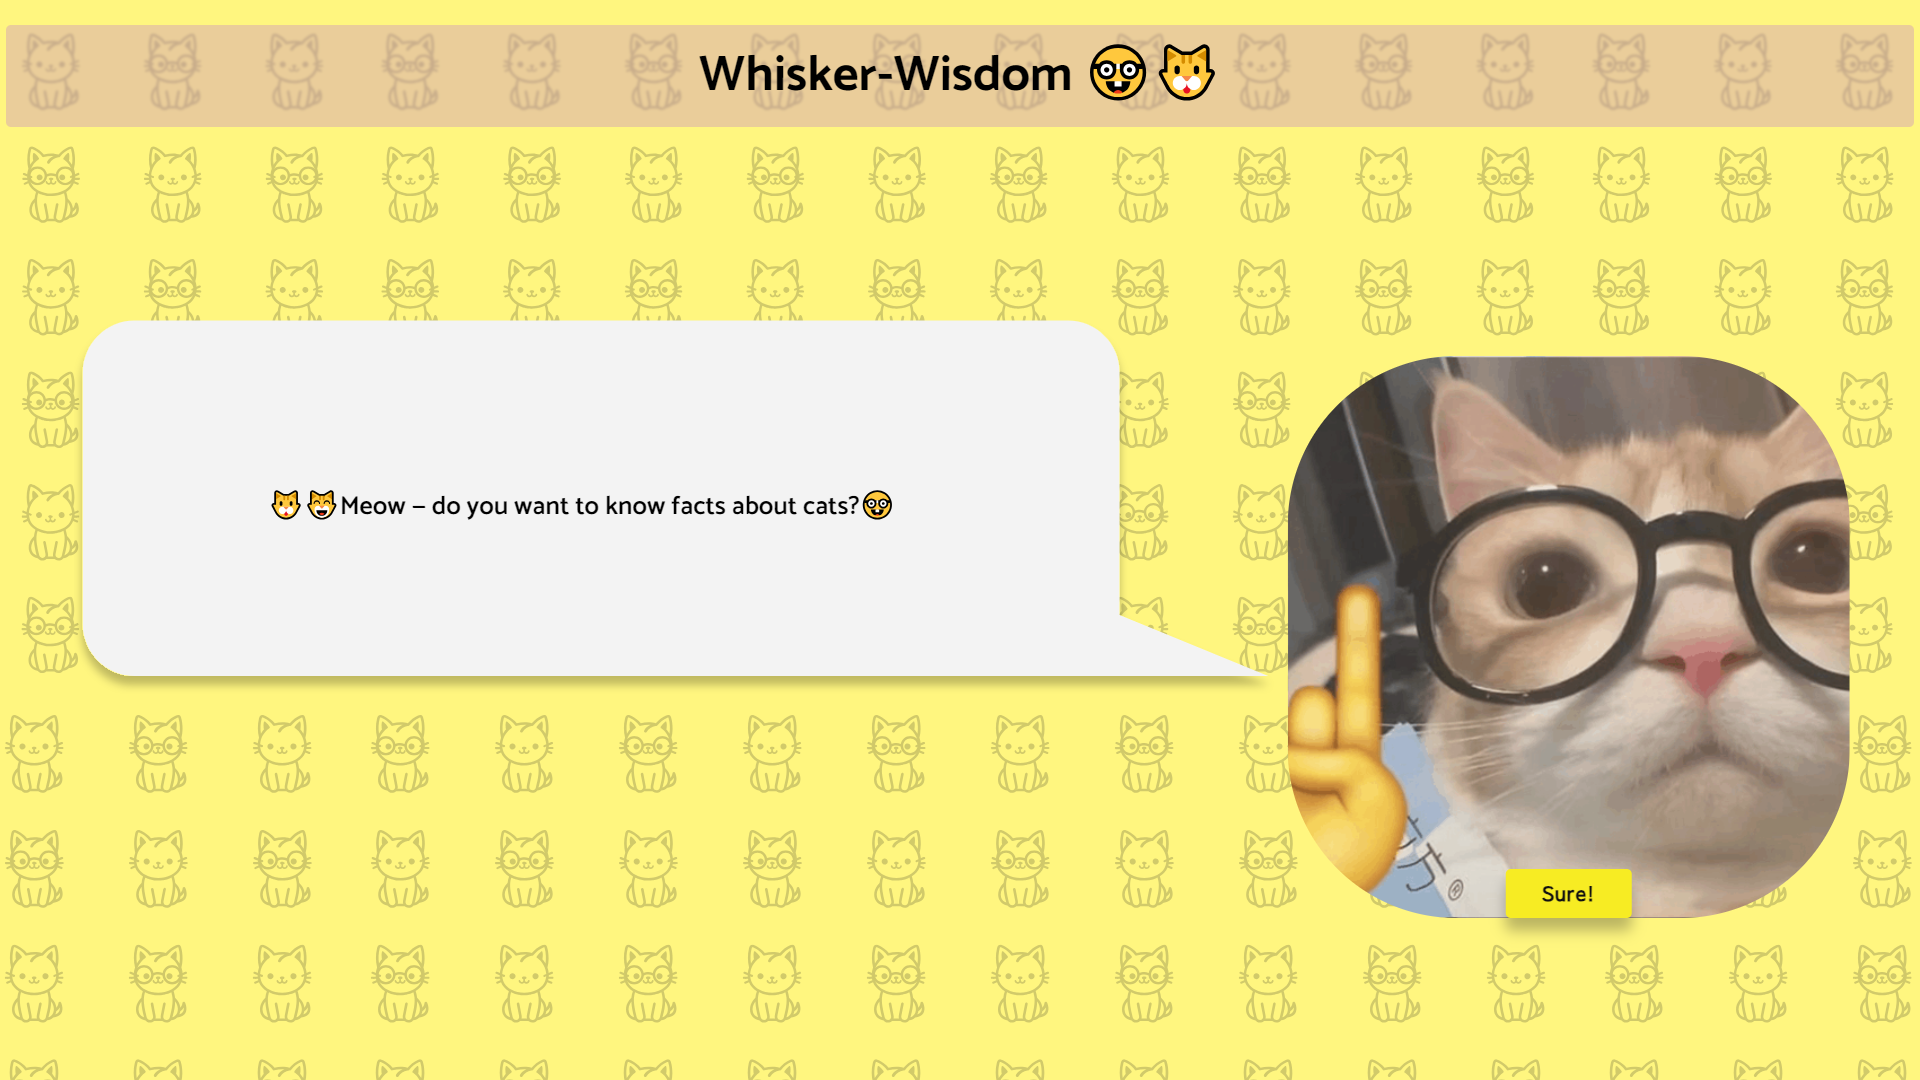 Whisker-Wisdom 🤓🐱
🐱😸Meow – do you want to know facts about cats?🤓
Sure!